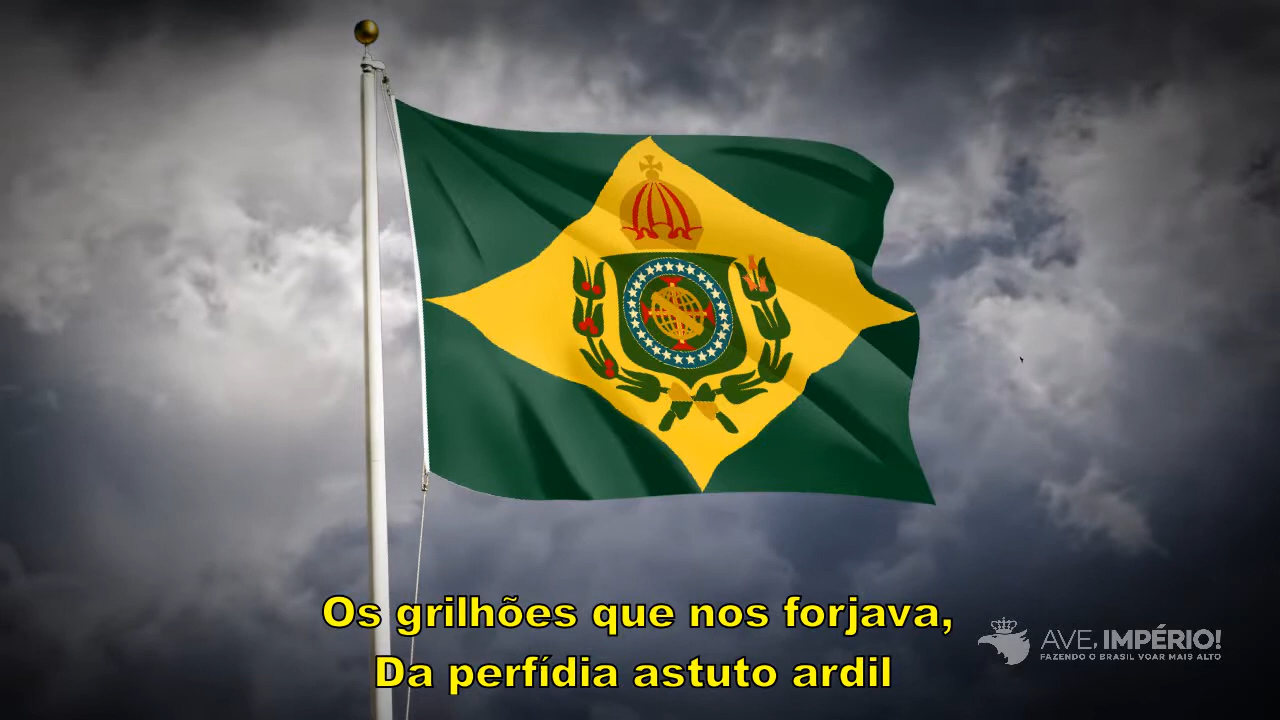 Os grilhões que nos forjava,
Da perfídia astuto ardil
AVE, IMPÉRIO!
FAZENDO O BRASIL VOAR MAIS ALTO